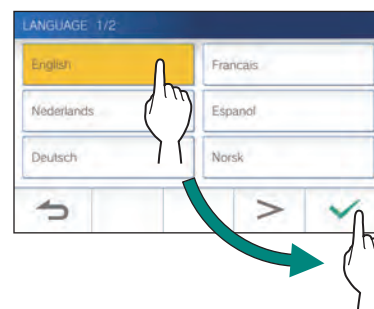 LANGUAGE 1/2
English
Francais
Nederlands
Espanol
Deutsch
Norsk